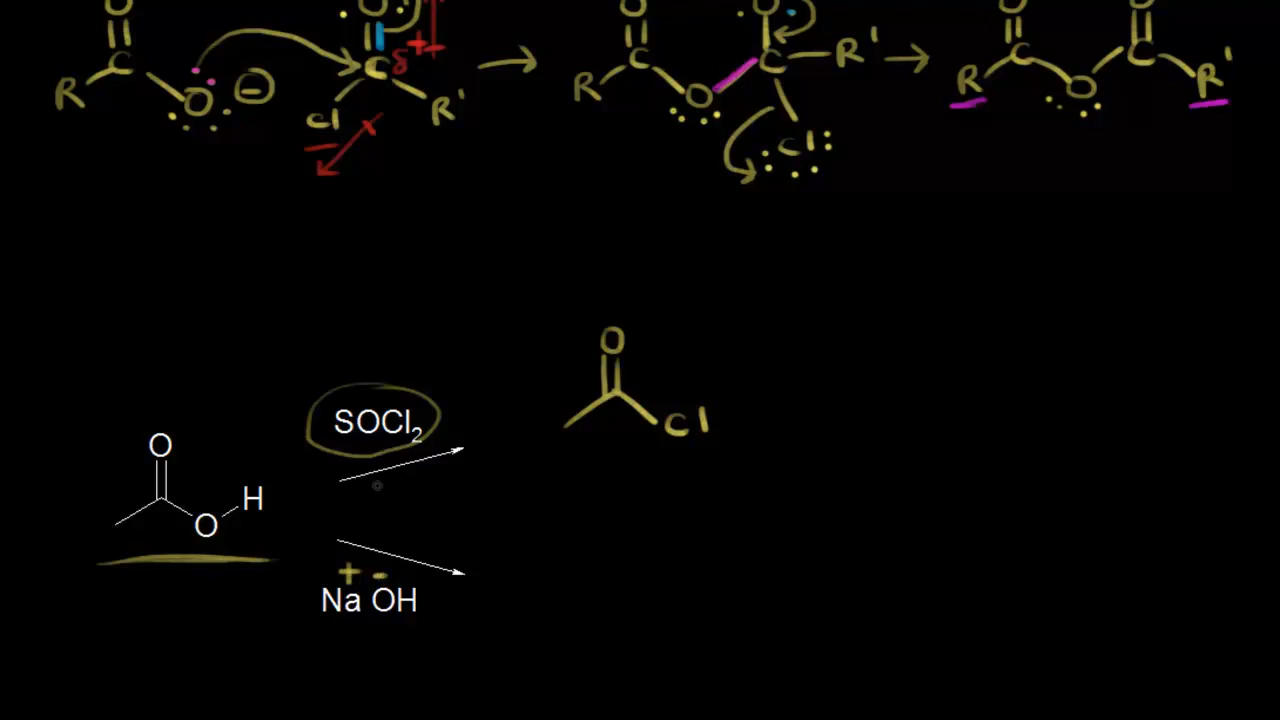 O O O O O O
C C δ+ C C R' C C
R O − Cl R' R O Cl R O R'
O
SOCl2 C Cl
O
O H
+ −
Na OH